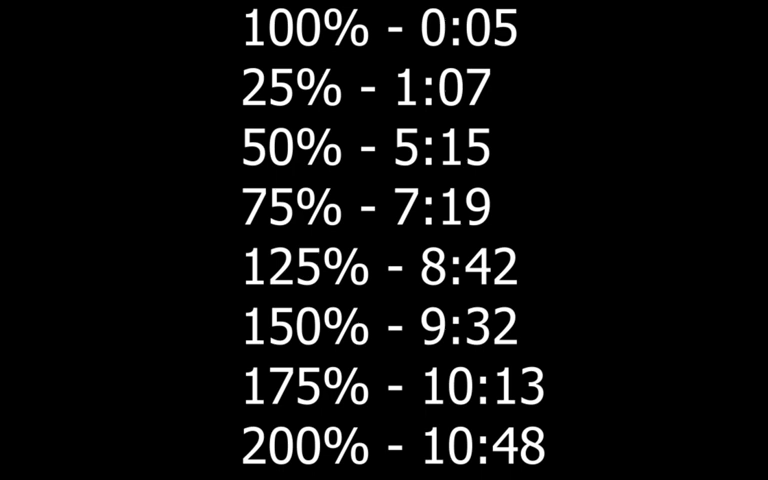 100% - 0:05
25% - 1:07
50% - 5:15
75% - 7:19
125% - 8:42
150% - 9:32
175% - 10:13
200% - 10:48